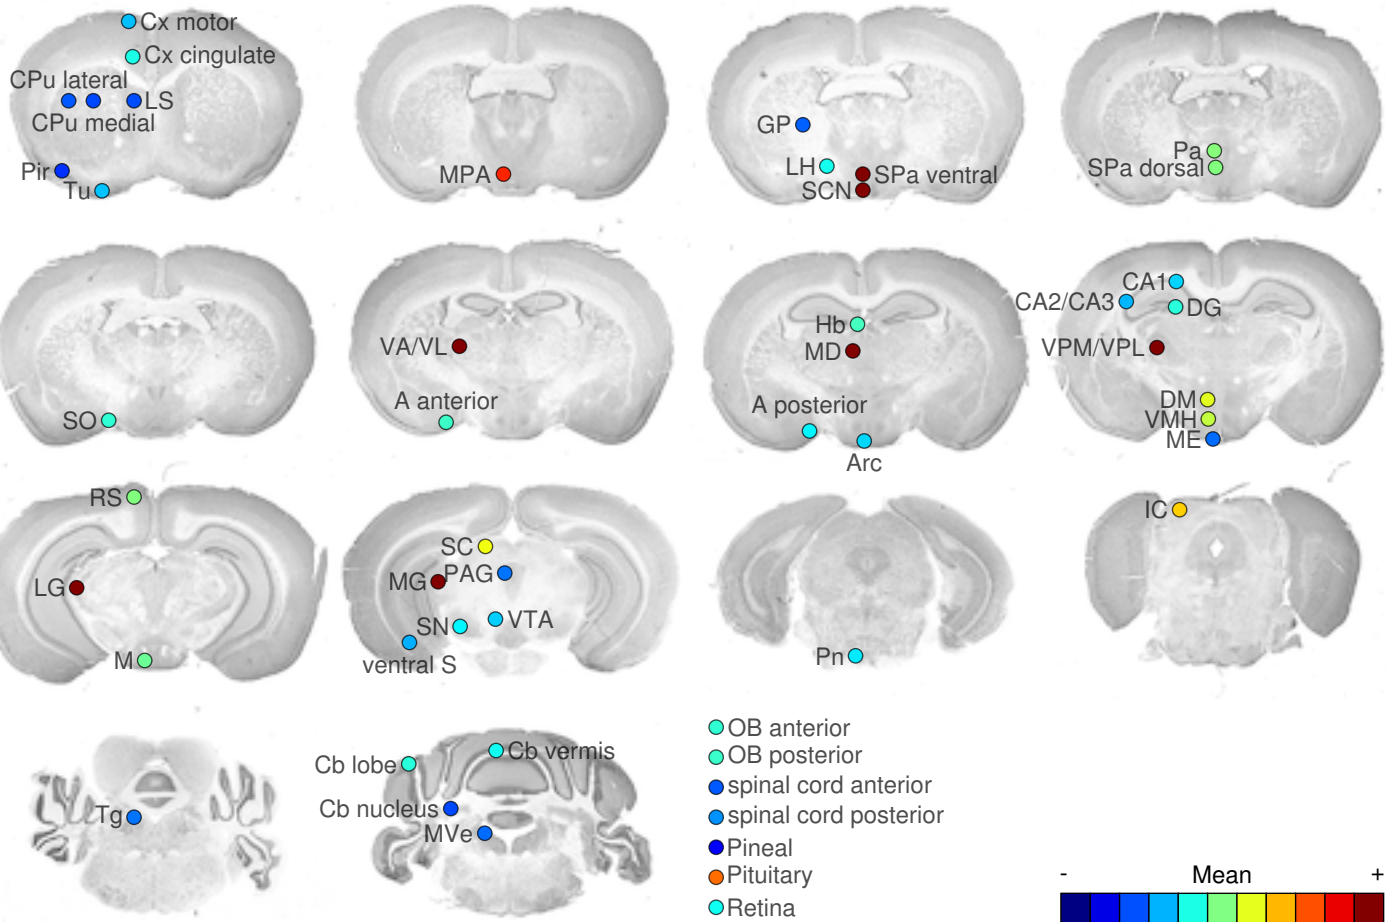 Cx motor
Cx cingulate
CPu lateral
LS
CPu medial
Pir
Tu
MPA
GP
LH
SPa ventral
SCN
Pa
SPa dorsal
SO
VA/VL
A anterior
Hb
MD
A posterior
Arc
CA1
CA2/CA3
DG
VPM/VPL
DM
VMH
ME
RS
LG
M
SC
MG
PAG
SN
VTA
ventral S
Pn
IC
Tg
Cb lobe
Cb vermis
Cb nucleus
MVe
OB anterior
OB posterior
spinal cord anterior
spinal cord posterior
Pineal
Pituitary
Retina
- Mean +